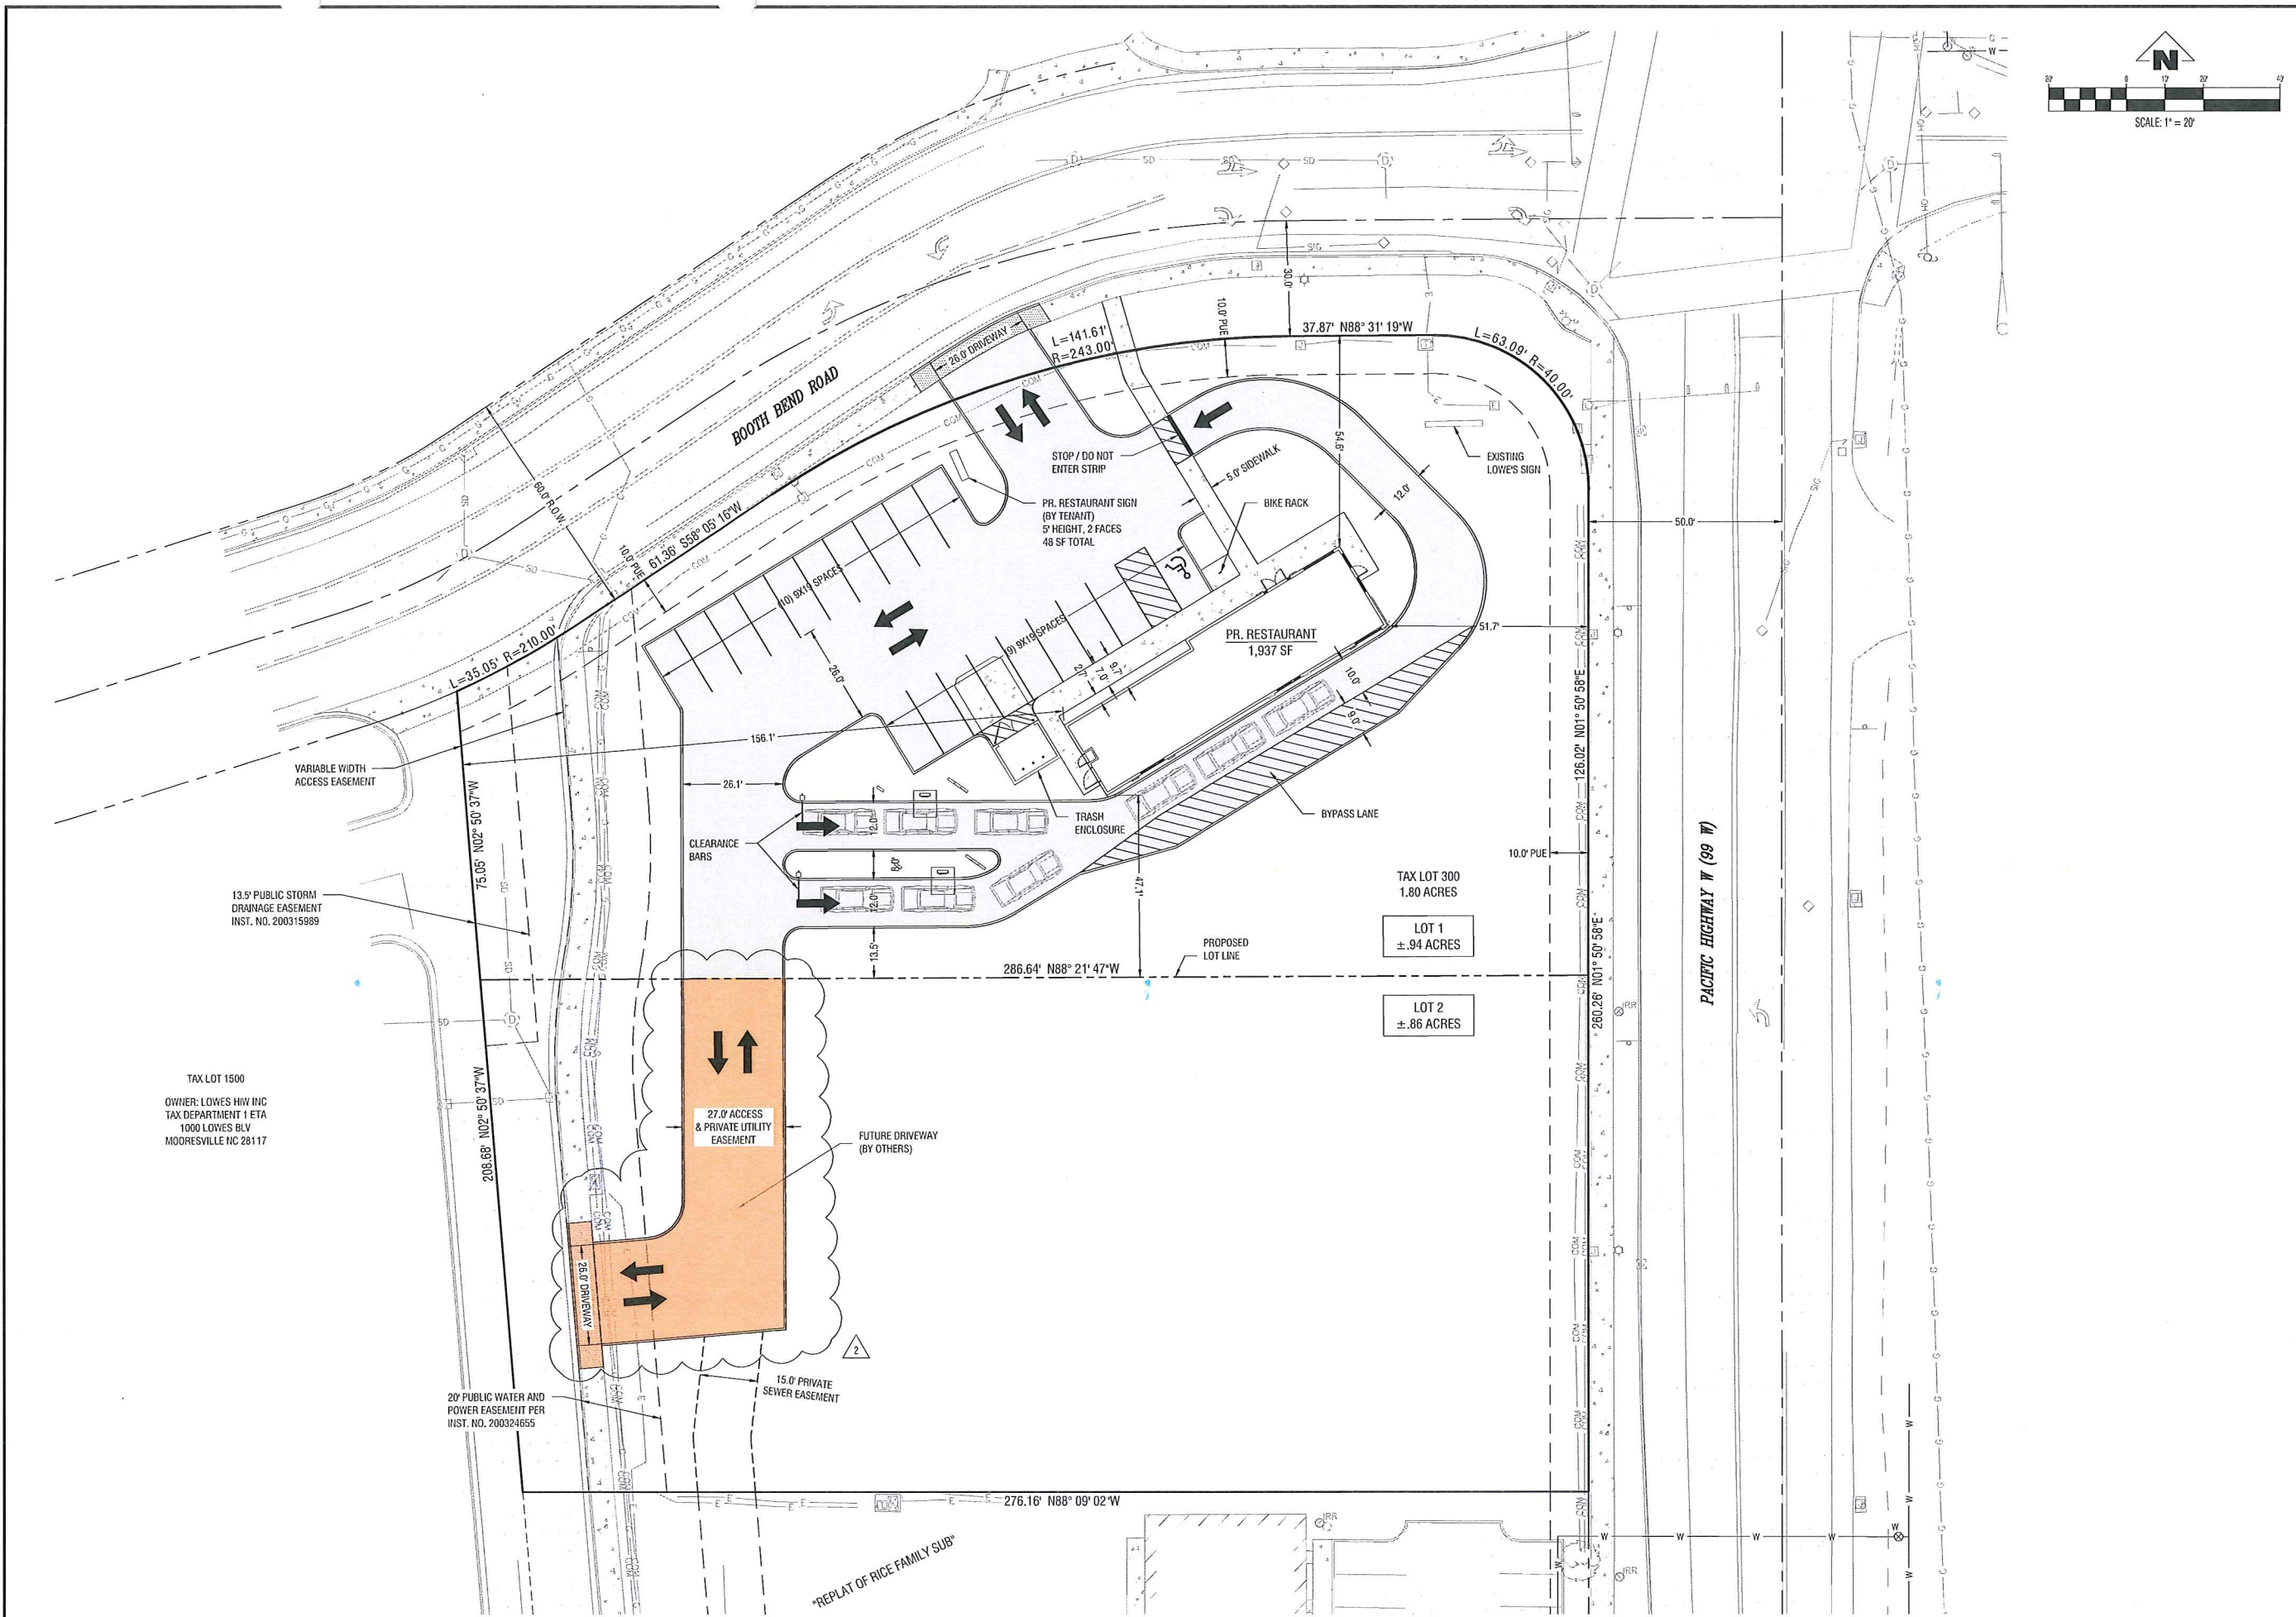 N
20'
0
SCALE: 1" = 20'
BOOTH BEND ROAD
26.0' DRIVEWAY
L=141.61'
R=243.00'
10.0' PUE
30.0'
37.87' N88° 31' 19"W
L=63.09' R=40.00'
STOP / DO NOT
ENTER STRIP
5.0' SIDEWALK
54.6'
EXISTING
LOWE'S SIGN
12.0'
BIKE RACK
PR. RESTAURANT SIGN
(BY TENANT)
5' HEIGHT, 2 FACES
48 SF TOTAL
50.0'
60.0' R.O.W.
10.0' PUE
61.36' S58° 05' 16"W
(10) 9X19 SPACES
(9) 9X19 SPACES
26.0'
L=35.05' R=210.00'
PR. RESTAURANT
1,937 SF
51.7'
2.7'
7.0'
9.7'
10.0'
9.0'
156.1'
VARIABLE WIDTH
ACCESS EASEMENT
26.1'
126.02' N01° 50' 58"E
75.05' N02° 50' 37"W
CLEARANCE
BARS
12.0'
TRASH
ENCLOSURE
BYPASS LANE
8.0'
12.0'
47.1'
10.0' PUE
PACIFIC HIGHWAY W (99 W)
13.5' PUBLIC STORM
DRAINAGE EASEMENT
INST. NO. 200315989
TAX LOT 300
1.80 ACRES
LOT 1
±.94 ACRES
13.5'
PROPOSED
LOT LINE
286.64' N88° 21' 47"W
260.26' N01° 50' 58"E
LOT 2
±.86 ACRES
TAX LOT 1500
OWNER: LOWES HIW INC
TAX DEPARTMENT 1 ETA
1000 LOWES BLV
MOORESVILLE NC 28117
208.68' N02° 50' 37"W
27.0' ACCESS
& PRIVATE UTILITY
EASEMENT
FUTURE DRIVEWAY
(BY OTHERS)
26.0' DRIVEWAY
2
15.0' PRIVATE
SEWER EASEMENT
20' PUBLIC WATER AND
POWER EASEMENT PER
INST. NO. 200324655
276.16' N88° 09' 02"W
"REPLAT OF RICE FAMILY SUB"